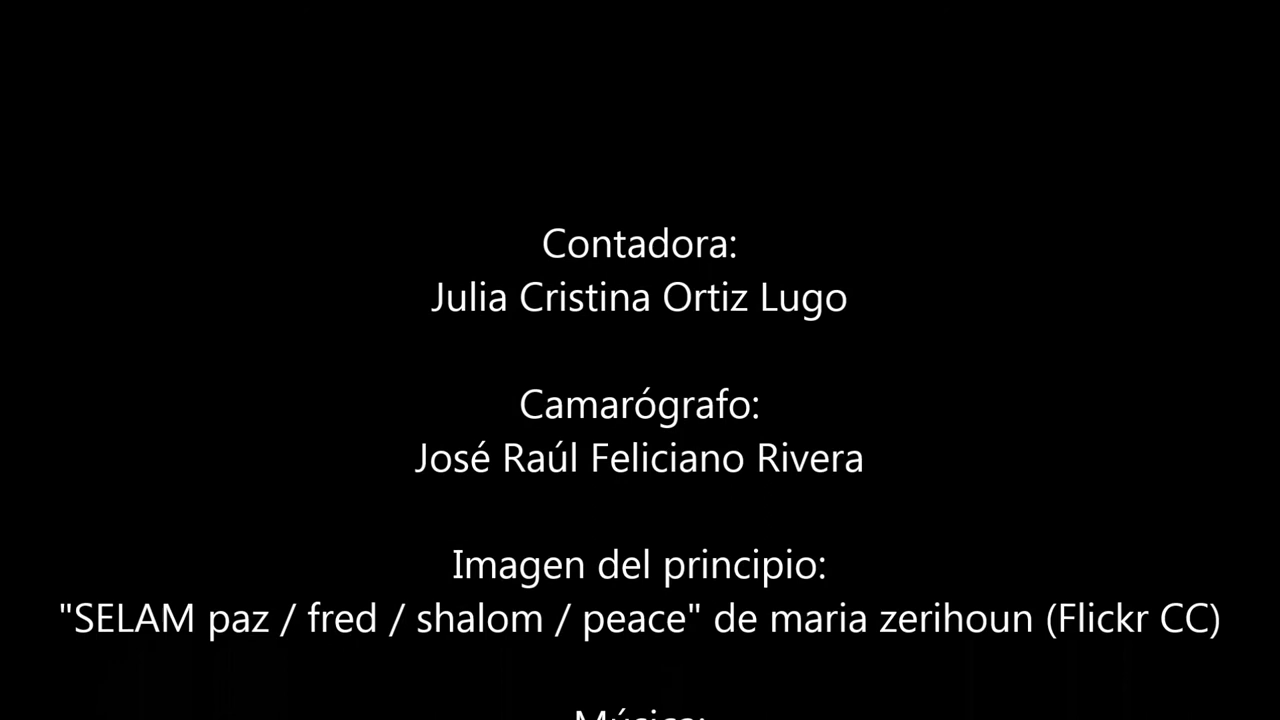 Contadora:
Julia Cristina Ortiz Lugo
Camarógrafo:
José Raúl Feliciano Rivera
Imagen del principio:
"SELAM paz / fred / shalom / peace" de maria zerihoun (Flickr CC)
Música: